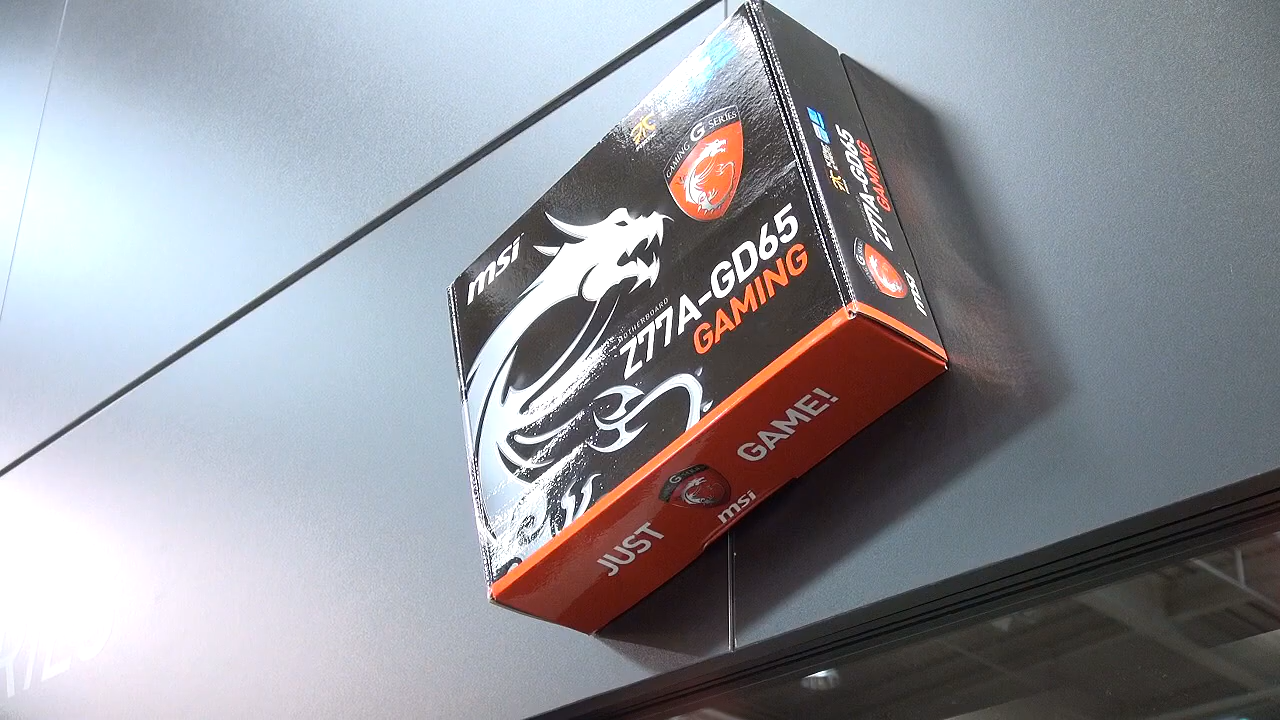 GAMING G SERIES
msi
MOTHERBOARD
Z77A-GD65
GAMING
Z77A-GD65
GAMING
msi
JUST
GAME!
msi